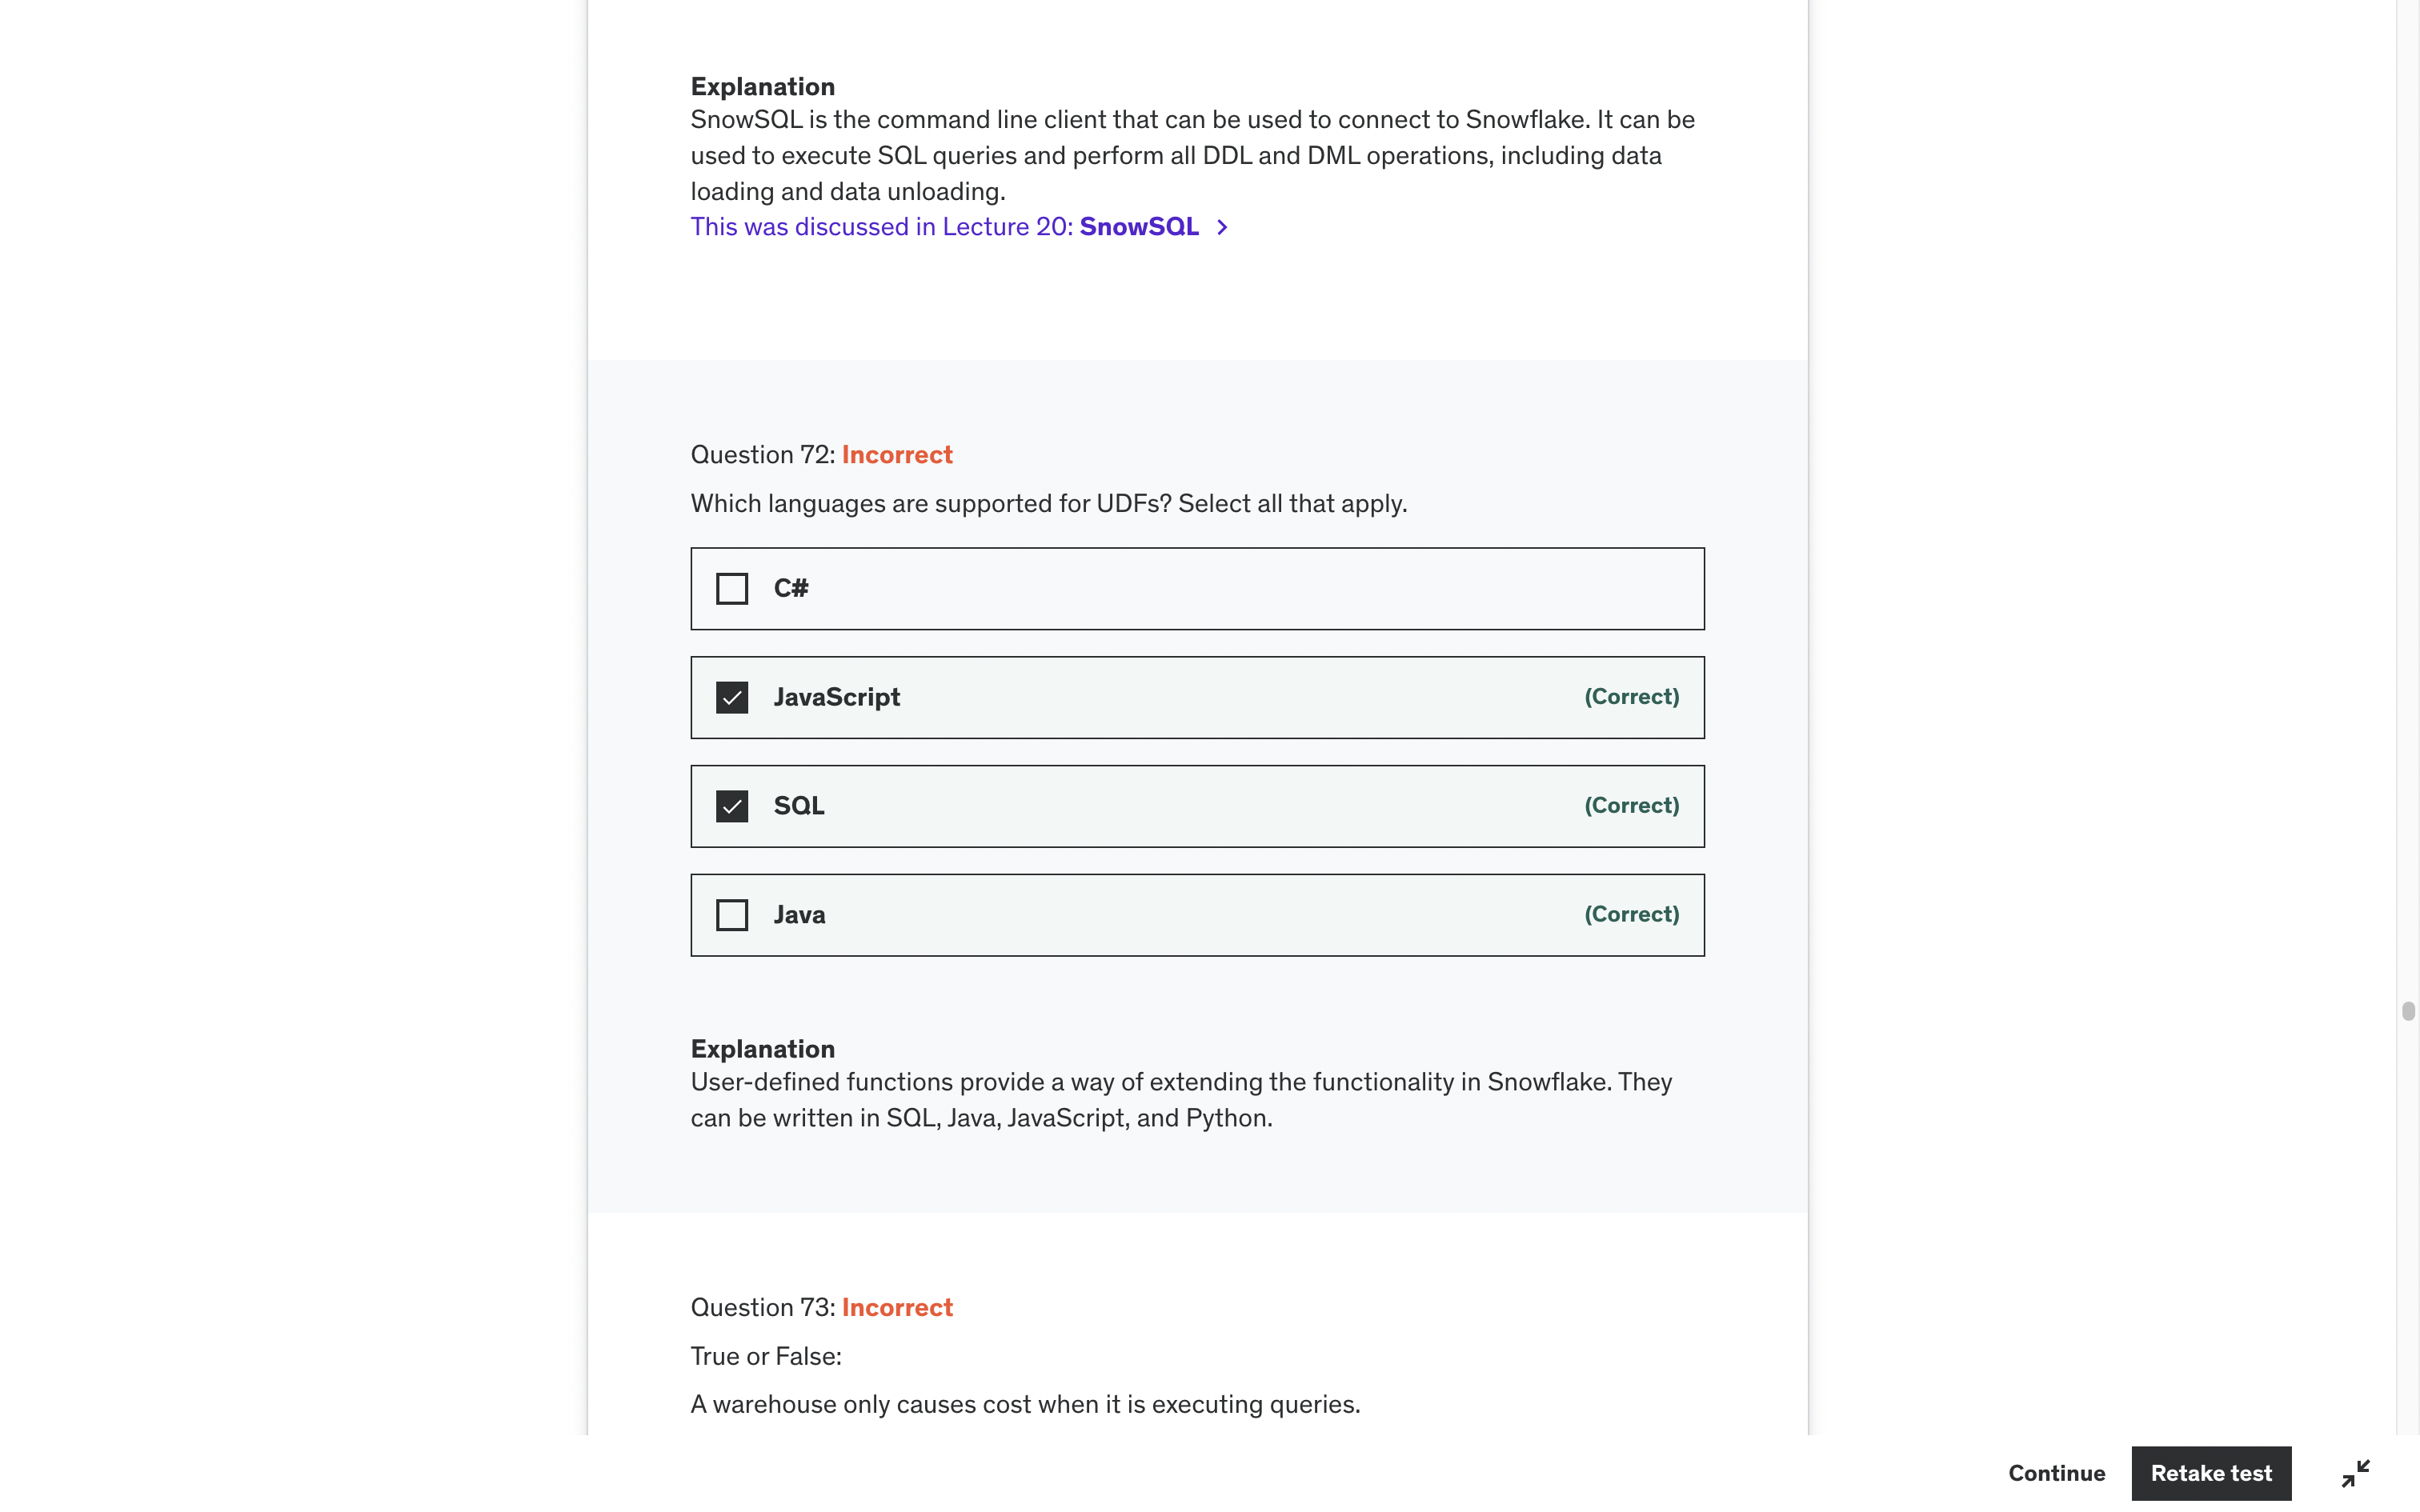 Explanation
SnowSQL is the command line client that can be used to connect to Snowflake. It can be
used to execute SQL queries and perform all DDL and DML operations, including data
loading and data unloading.
This was discussed in Lecture 20: SnowSQL
Question 72: Incorrect
Which languages are supported for UDFs? Select all that apply.
C#
JavaScript (Correct)
SQL (Correct)
Java (Correct)
Explanation
User-defined functions provide a way of extending the functionality in Snowflake. They
can be written in SQL, Java, JavaScript, and Python.
Question 73: Incorrect
True or False:
A warehouse only causes cost when it is executing queries.
Continue Retake test